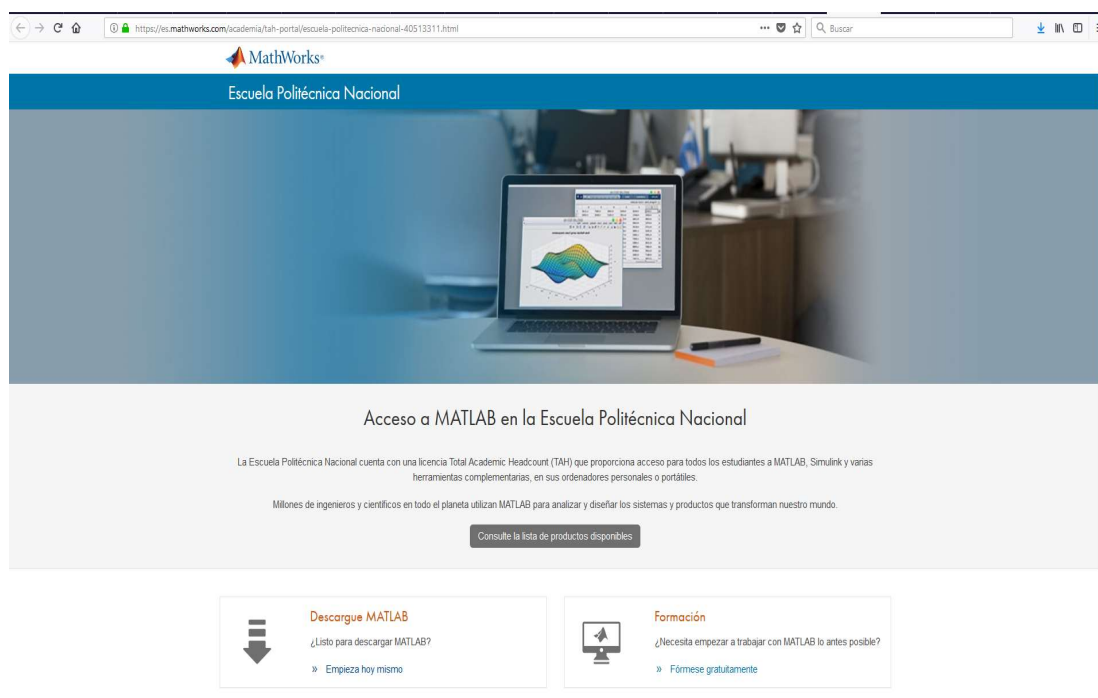 https://es.mathworks.com/academia/tah-portal/escuela-politecnica-nacional-40513311.html
Buscar
MathWorks®
Escuela Politécnica Nacional
Acceso a MATLAB en la Escuela Politécnica Nacional
La Escuela Politécnica Nacional cuenta con una licencia Total Academic Headcount (TAH) que proporciona acceso para todos los estudiantes a MATLAB, Simulink y varias
herramientas complementarias, en sus ordenadores personales o portátiles.
Millones de ingenieros y científicos en todo el planeta utilizan MATLAB para analizar y diseñar los sistemas y productos que transforman nuestro mundo.
Consulte la lista de productos disponibles
Descargue MATLAB
¿Listo para descargar MATLAB?
» Empieza hoy mismo
Formación
¿Necesita empezar a trabajar con MATLAB lo antes posible?
» Fórmese gratuitamente